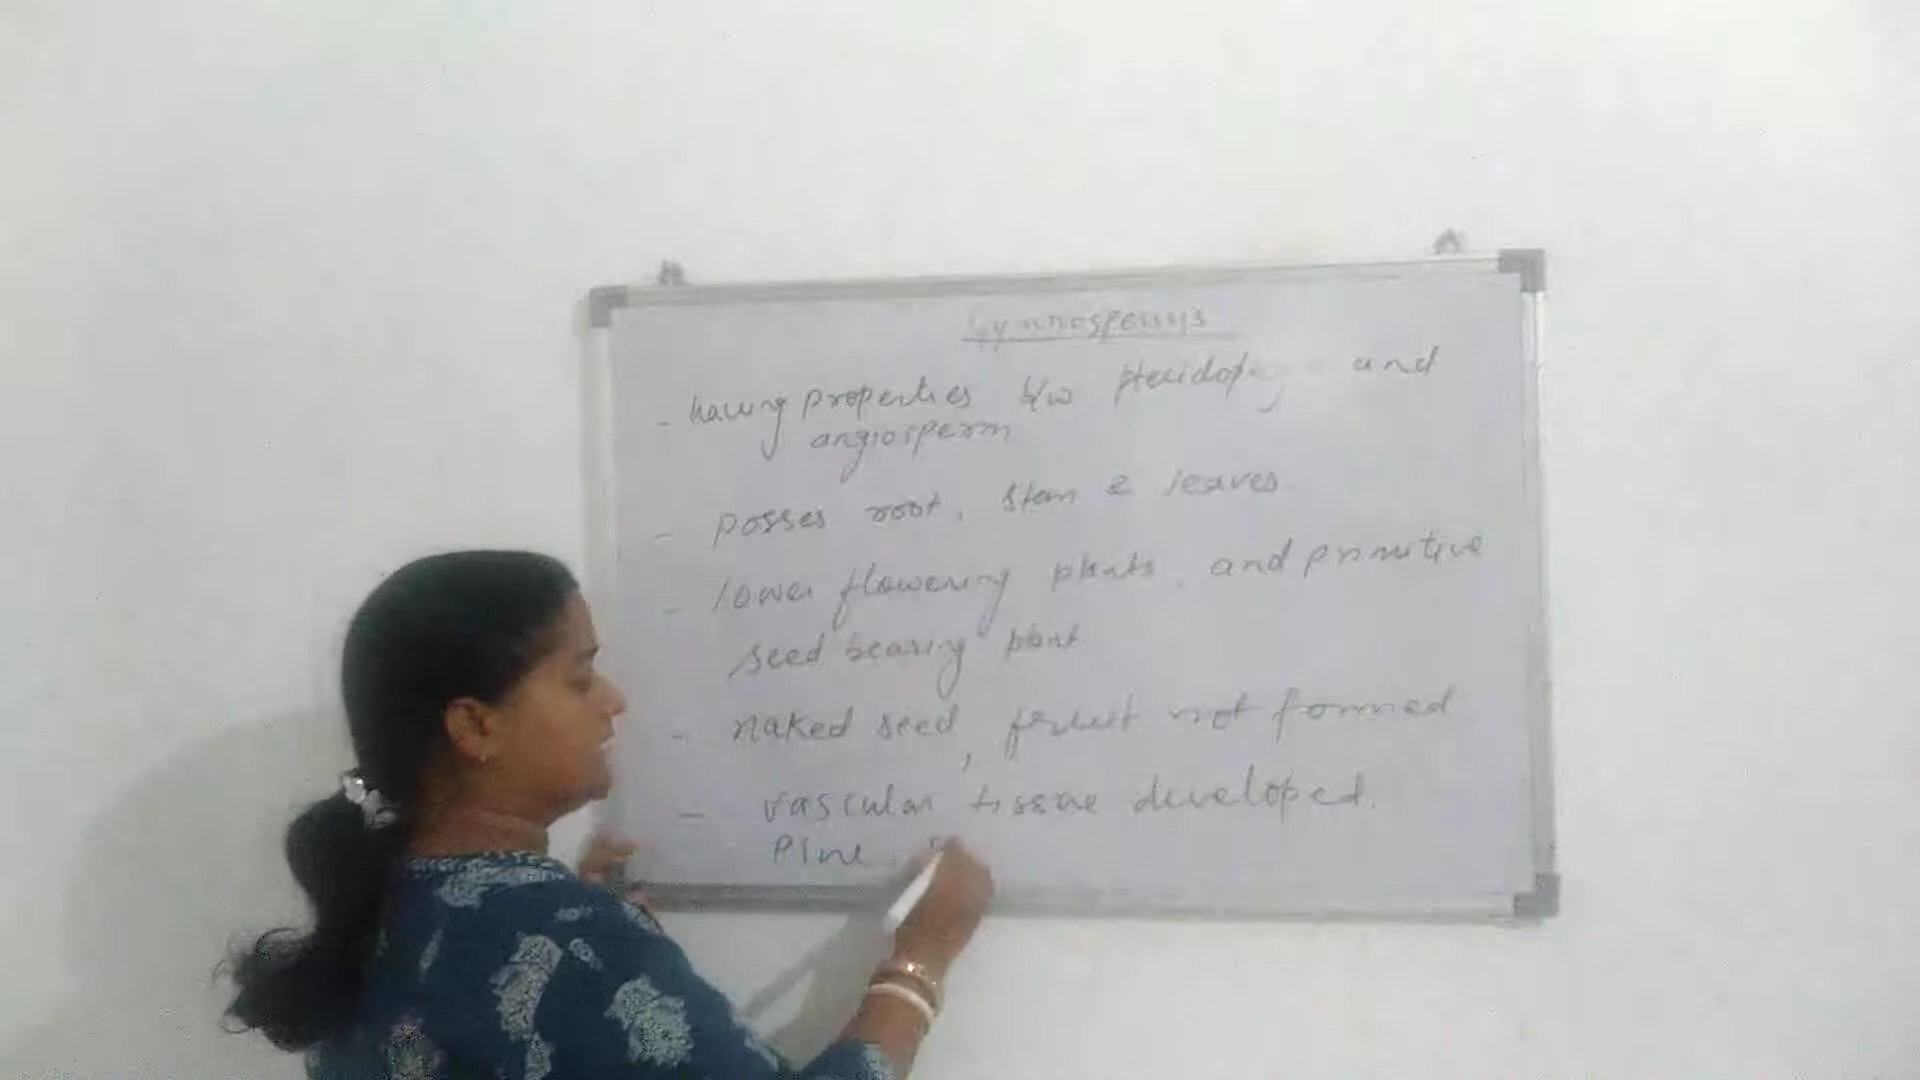 Gymnosperms
- having properties b/w and
angiosperm
- posses root, stem & leaves
- lower flowering plants, and primitive
seed bearing plant
- naked seed, fruit not formed
- vascular tissue developed.
Pine,